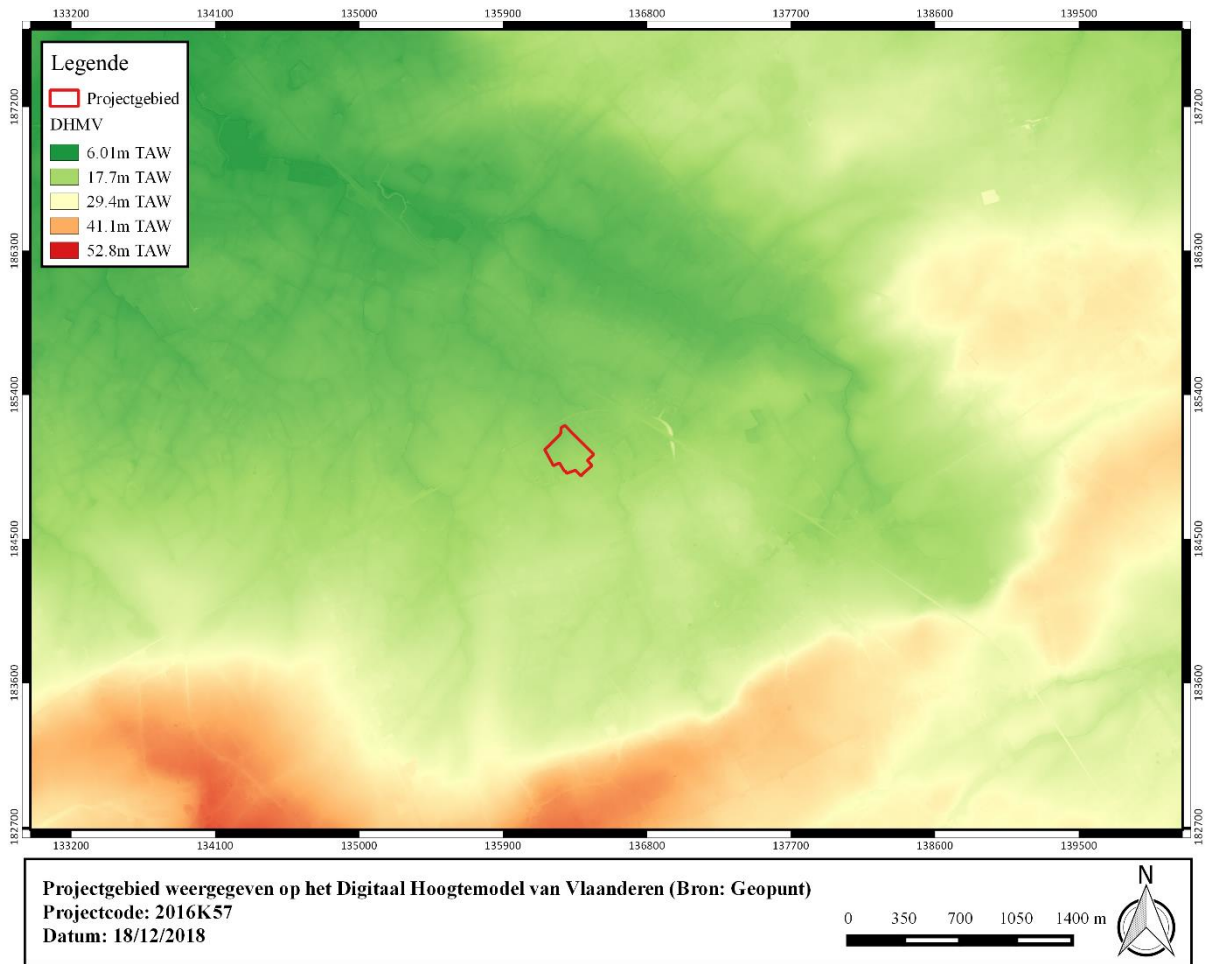 133200 134100 135000 135900 136800 137700 138600 139500
Legende
Projectgebied
DHMV
6.01m TAW
17.7m TAW
29.4m TAW
41.1m TAW
52.8m TAW
187200 187200
186300 186300
185400 185400
184500 184500
183600 183600
182700 182700
133200 134100 135000 135900 136800 137700 138600 139500
Projectgebied weergegeven op het Digitaal Hoogtemodel van Vlaanderen (Bron: Geopunt)
Projectcode: 2016K57
Datum: 18/12/2018
0 350 700 1050 1400 m
N